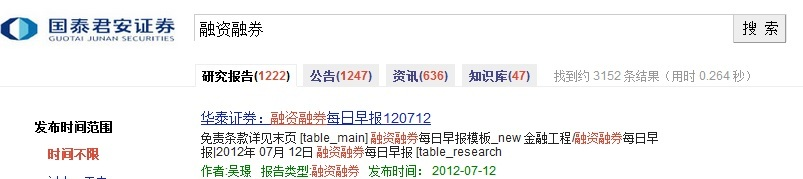 国泰君安证券
GUOTAI JUNAN SECURITIES
融资融券
搜 索
研究报告(1222) 公告(1247) 资讯(636) 知识库(47) 找到约 3152 条结果（用时 0.264 秒）
发布时间范围
时间不限
华泰证券：融资融券每日早报120712
免责条款详见末页 [table_main] 融资融券每日早报模板_new 金融工程/融资融券每日早
报|2012年 07月 12日 融资融券每日早报 [table_research
作者:吴璟 报告类型:融资融券 发布时间： 2012-07-12